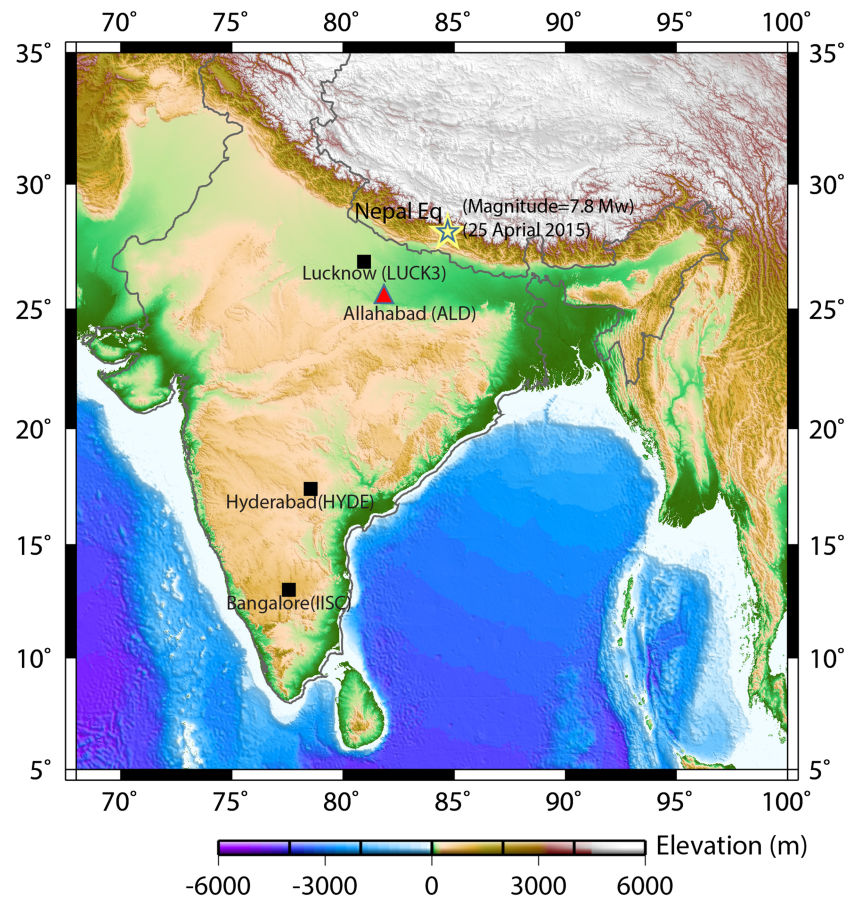 70° 75° 80° 85° 90° 95° 100°
35° 35°
30° 30°
Nepal Eq (Magnitude=7.8 Mw)
(25 Aprial 2015)
Lucknow (LUCK3)
25° 25°
Allahabad (ALD)
20° 20°
Hyderabad(HYDE)
15° 15°
Bangalore(IISC)
10° 10°
5° 5°
70° 75° 80° 85° 90° 95° 100°
Elevation (m)
-6000 -3000 0 3000 6000